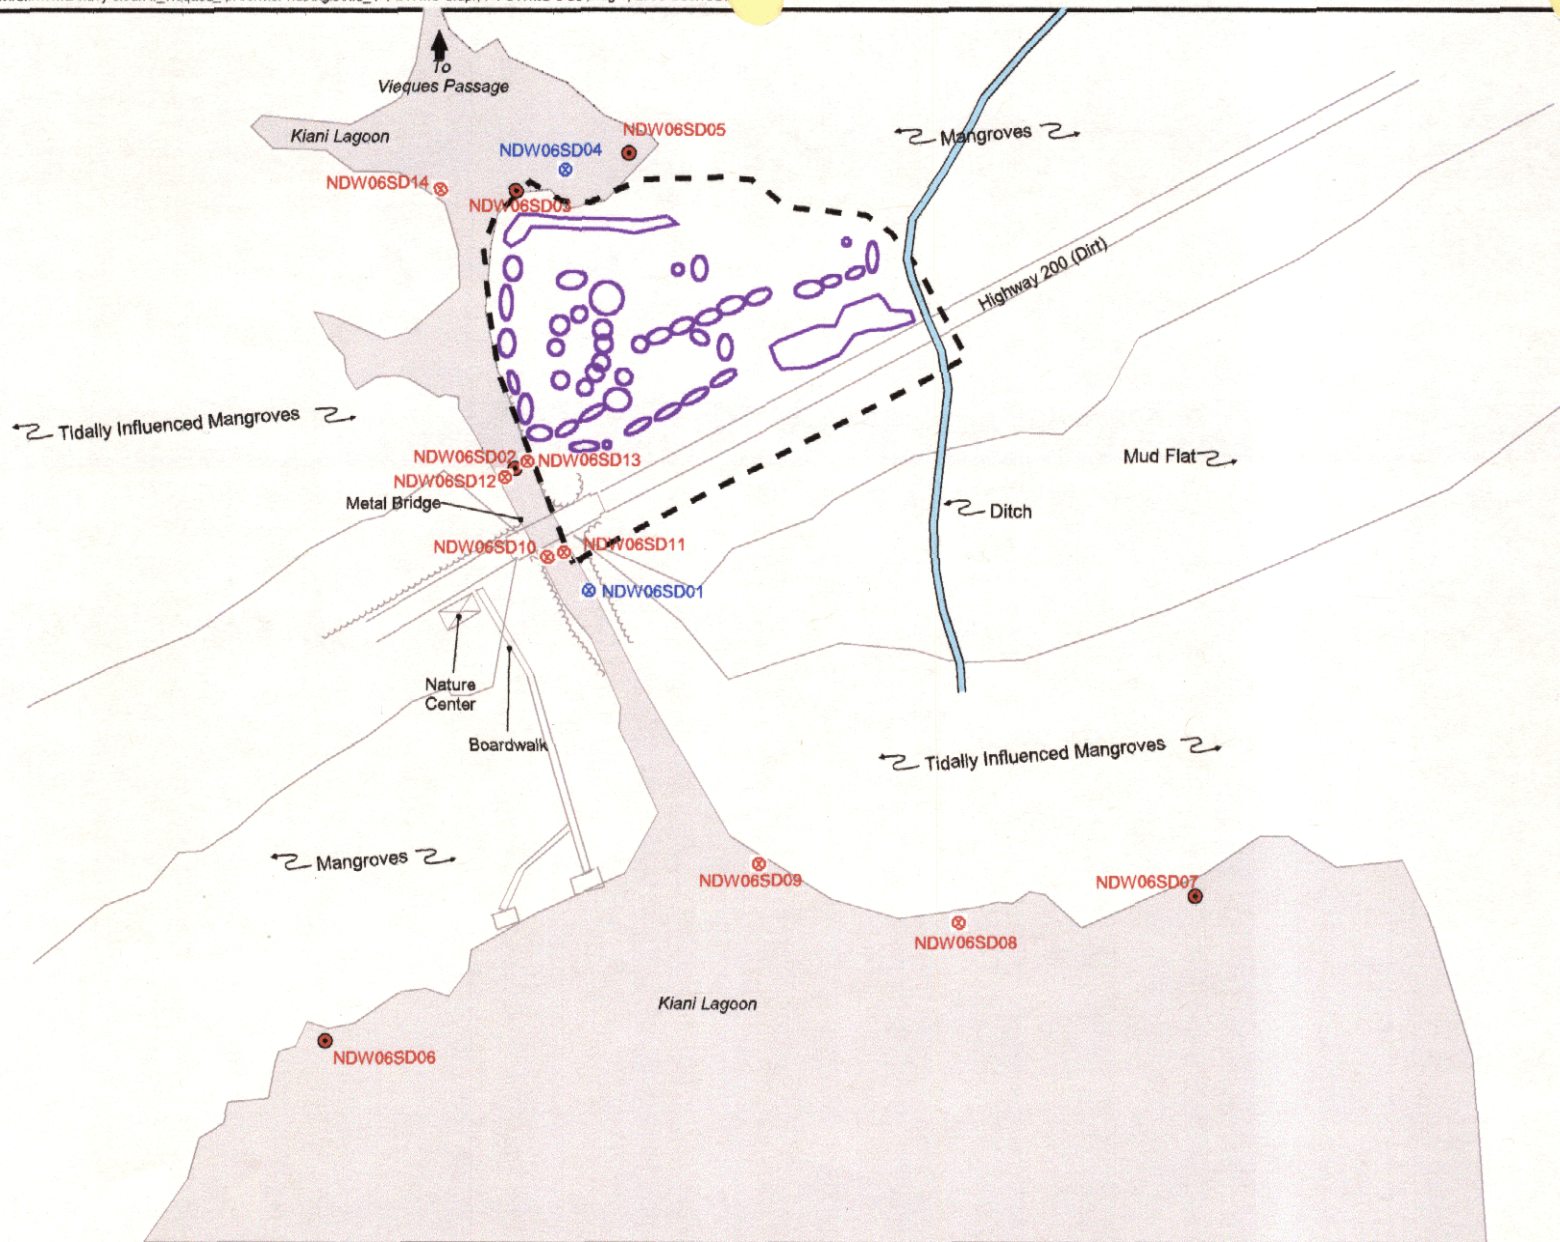 To
Vieques Passage
Kiani Lagoon
NDW06SD05
NDW06SD04
Mangroves
NDW06SD14
NDW06SD03
Highway 200 (Dirt)
Tidally Influenced Mangroves
NDW06SD02
NDW06SD13
NDW06SD12
Mud Flat
Metal Bridge
Ditch
NDW06SD10
NDW06SD11
NDW06SD01
Nature
Center
Boardwalk
Tidally Influenced Mangroves
Mangroves
NDW06SD09
NDW06SD07
NDW06SD08
Kiani Lagoon
NDW06SD06